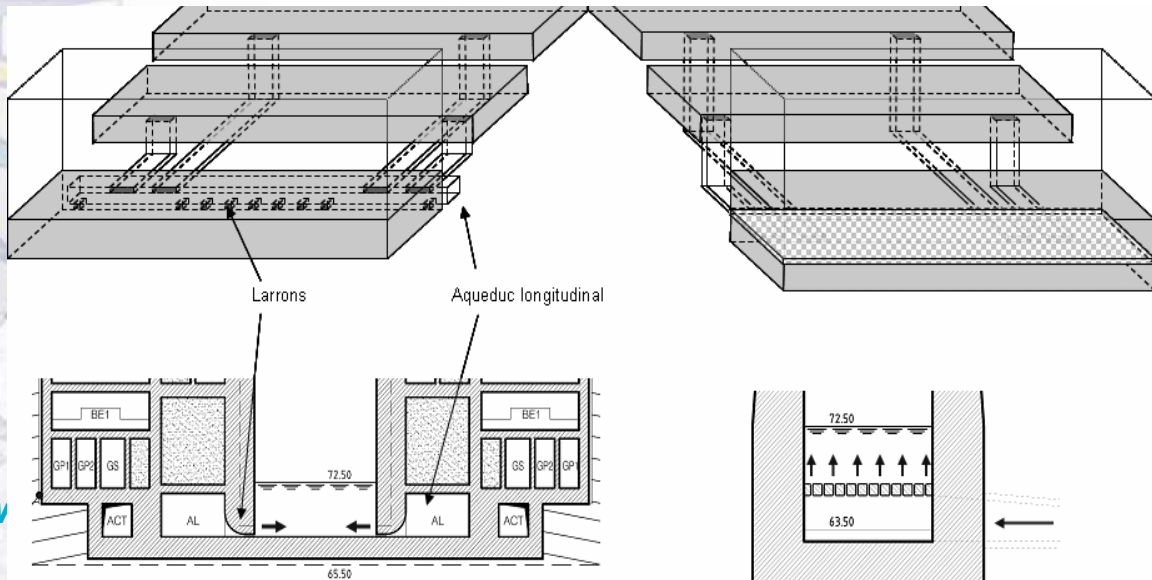 Larrons
Aqueduc longitudinal
BE1
BE1
72.50
GP1 GP2 GS
GS GP2 GP1
72.50
ACT
AL
AL
ACT
63.50
65.50